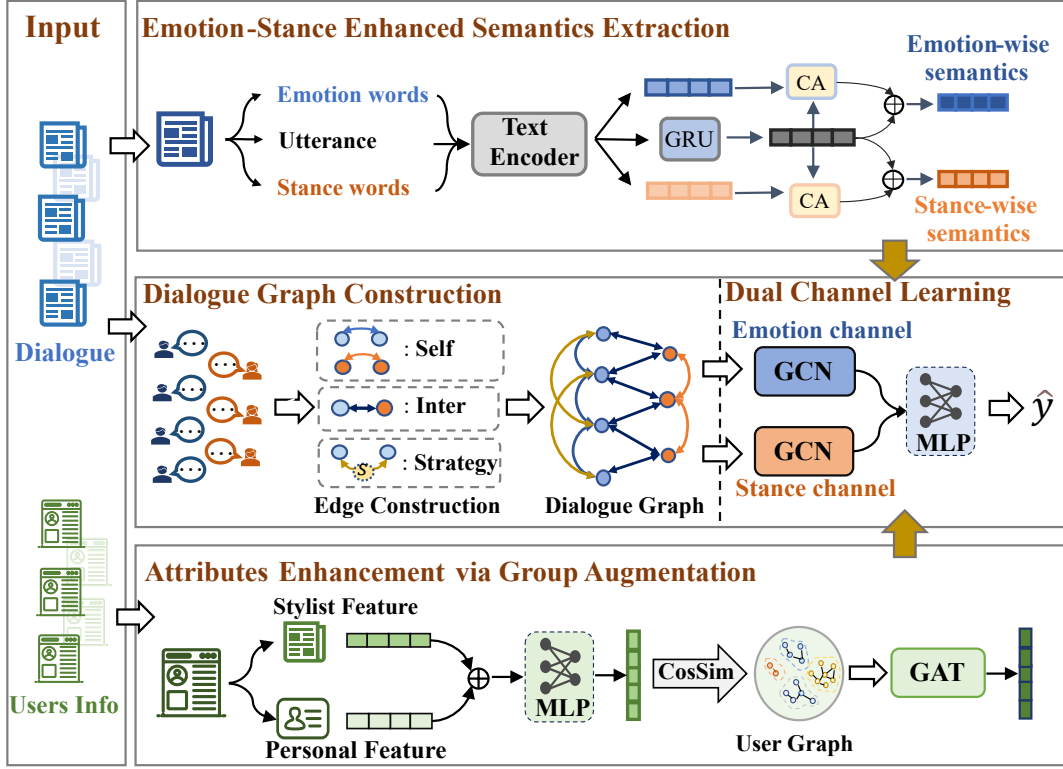 Input
Dialogue
Users Info
Emotion-Stance Enhanced Semantics Extraction
Emotion words
Utterance
Stance words
Text
Encoder
GRU
CA
CA
Emotion-wise
semantics
Stance-wise
semantics
Dialogue Graph Construction
: Self
: Inter
S
: Strategy
Edge Construction
Dialogue Graph
Dual Channel Learning
Emotion channel
GCN
GCN
Stance channel
MLP
ŷ
Attributes Enhancement via Group Augmentation
Stylist Feature
Personal Feature
MLP
CosSim
User Graph
GAT